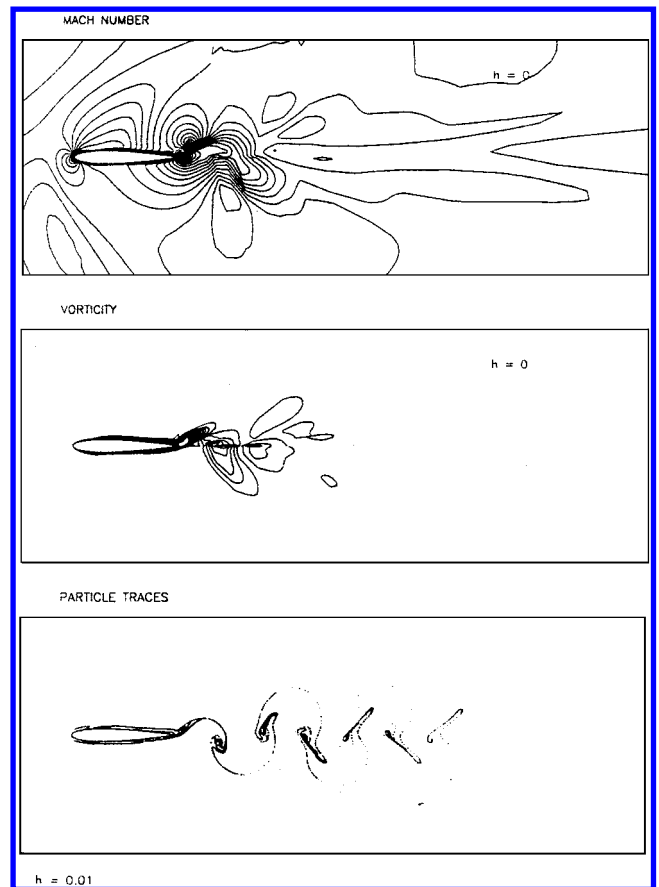 MACH NUMBER
h = 0
VORTICITY
h = 0
PARTICLE TRACES
h = 0.01